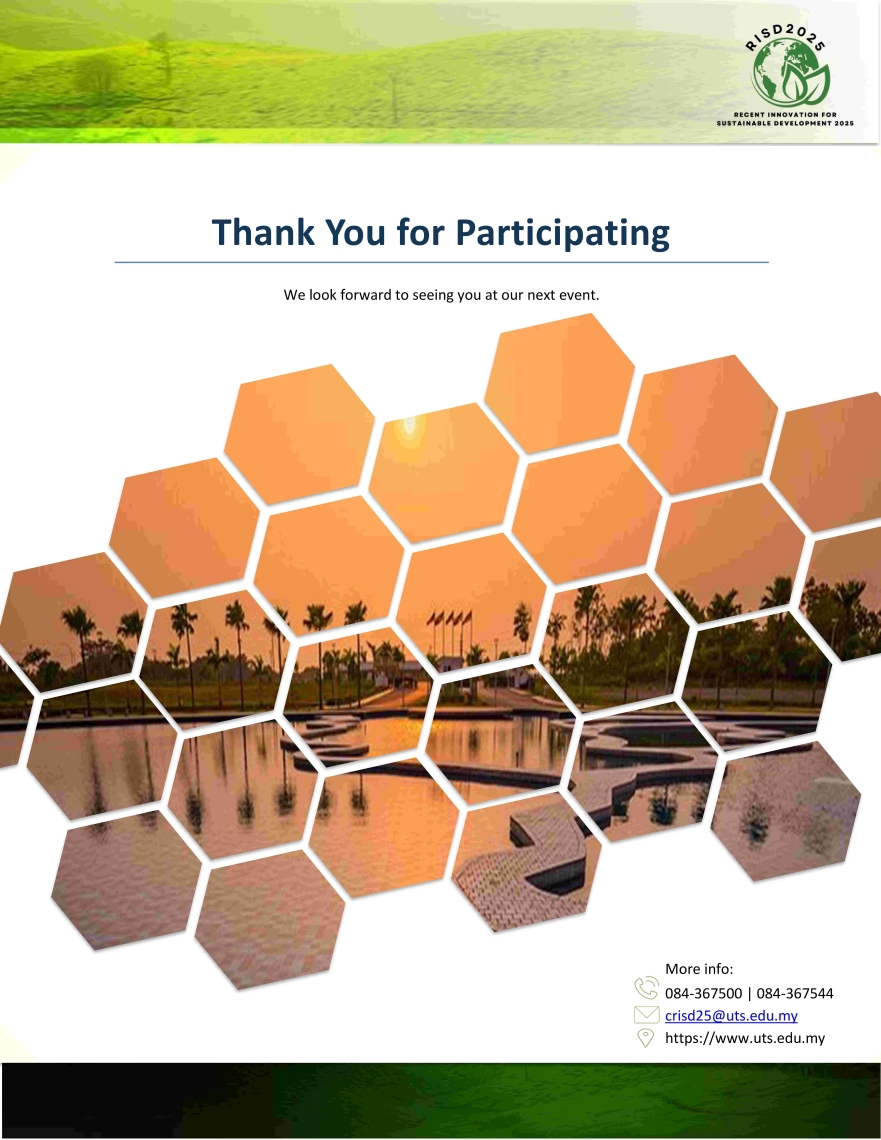 RISD2025
RECENT INNOVATION FOR
SUSTAINABLE DEVELOPMENT 2025
Thank You for Participating
We look forward to seeing you at our next event.
More info:
084-367500 | 084-367544
crisd25@uts.edu.my
https://www.uts.edu.my